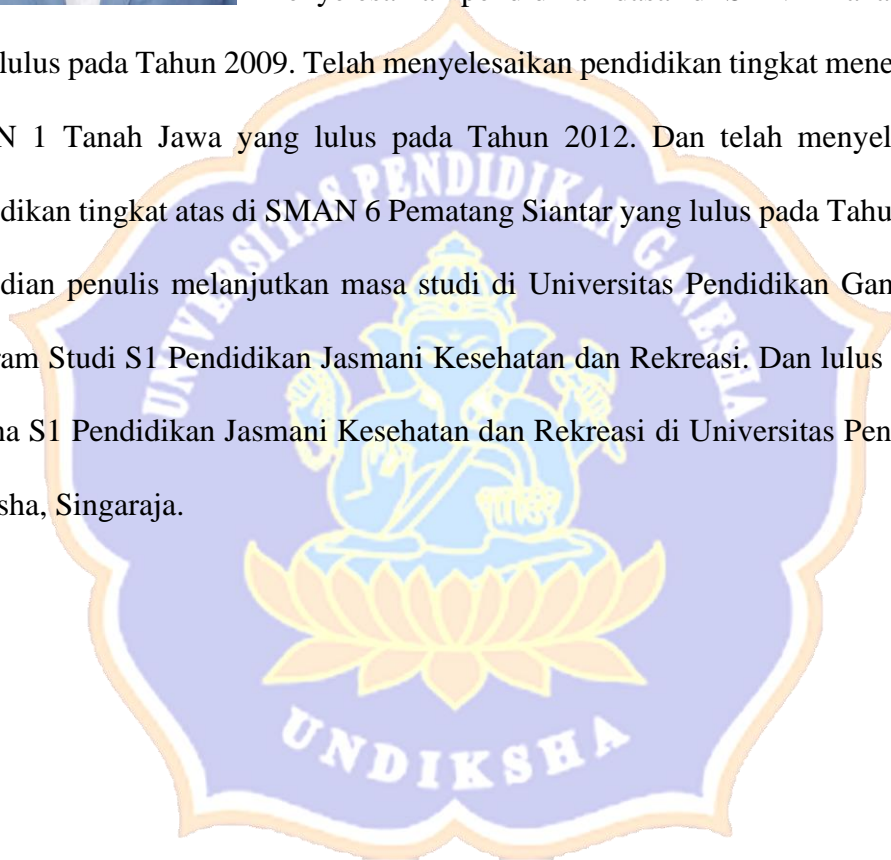 lulus pada Tahun 2009. Telah menyelesaikan pendidikan tingkat mene
N 1 Tanah Jawa yang lulus pada Tahun 2012. Dan telah menyel
dikan tingkat atas di SMAN 6 Pematang Siantar yang lulus pada Tahu
dian penulis melanjutkan masa studi di Universitas Pendidikan Gan
ram Studi S1 Pendidikan Jasmani Kesehatan dan Rekreasi. Dan lulus
na S1 Pendidikan Jasmani Kesehatan dan Rekreasi di Universitas Pen
sha, Singaraja.
UNIVERSITAS PENDIDIKAN GANESHA
UNDIKSHA